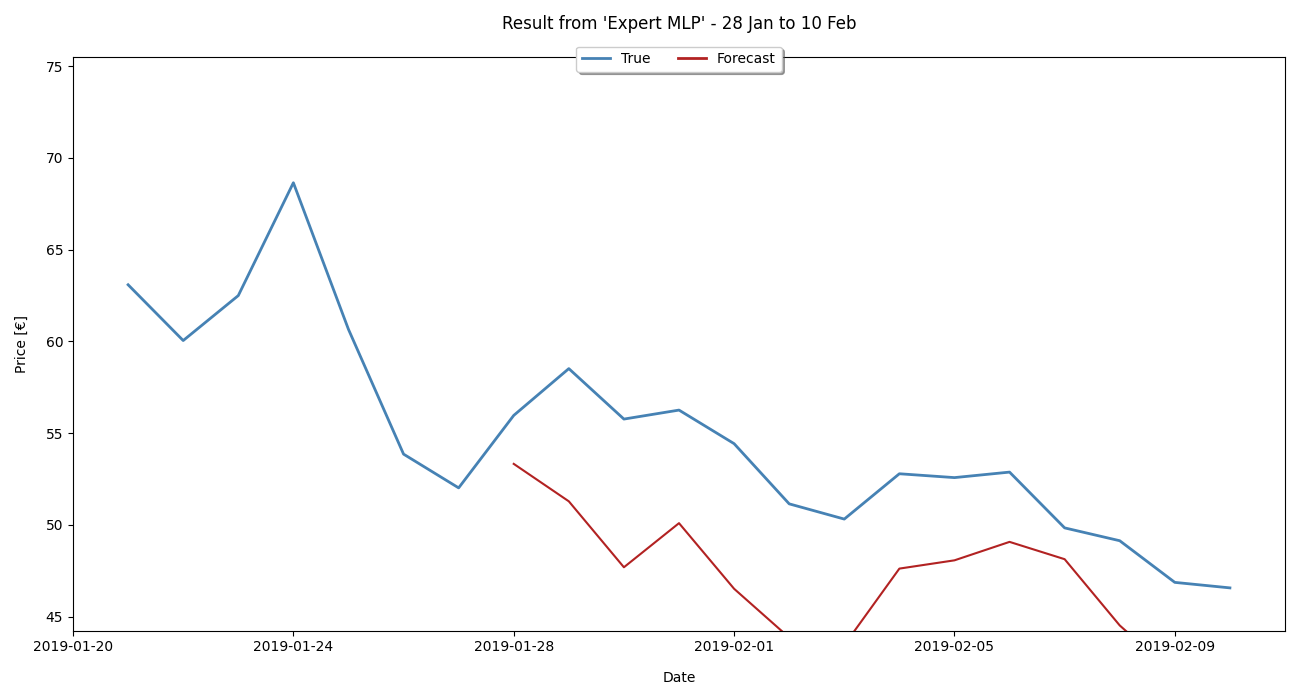 Result from 'Expert MLP' - 28 Jan to 10 Feb
True Forecast
75
70
65
60
55
50
45
Price [€]
2019-01-20 2019-01-24 2019-01-28 2019-02-01 2019-02-05 2019-02-09
Date